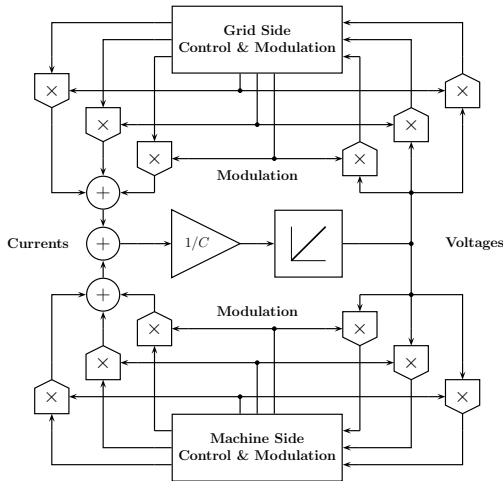 Grid Side
Control & Modulation
×
×
×
×
×
×
Modulation
+
Currents
+
1/C
Voltages
+
Modulation
×
×
×
×
×
×
Machine Side
Control & Modulation